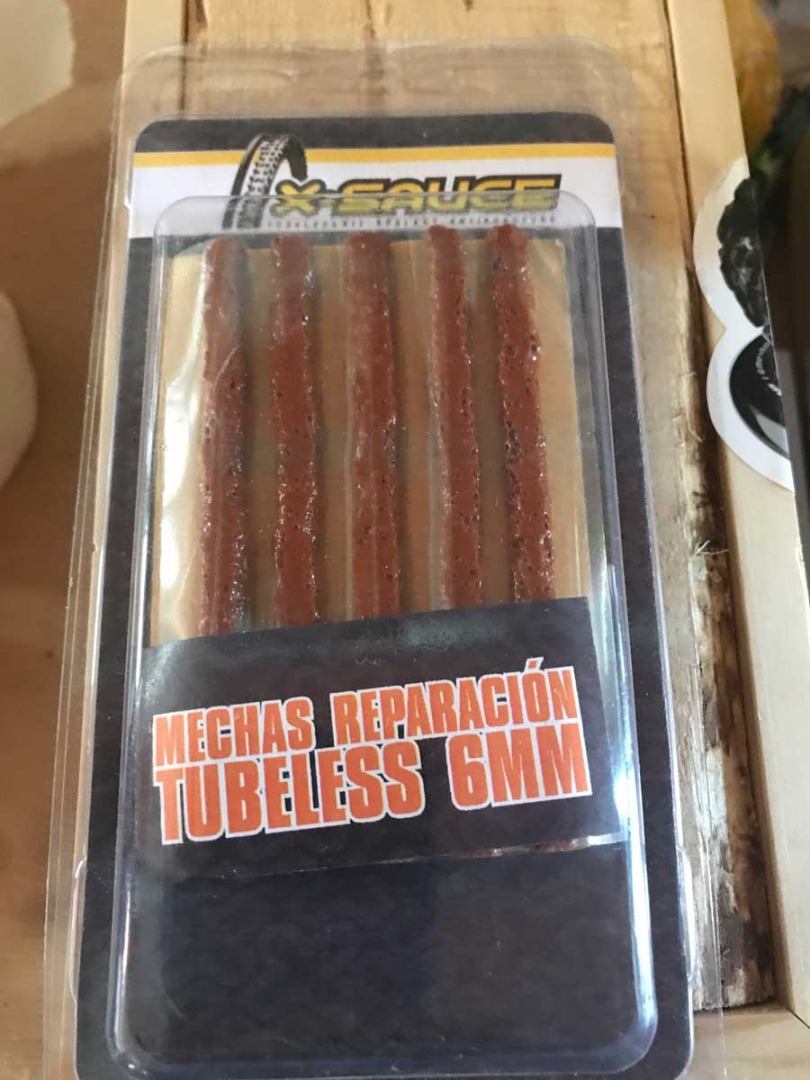 X-SAUCE
MECHAS REPARACIÓN
TUBELESS 6MM